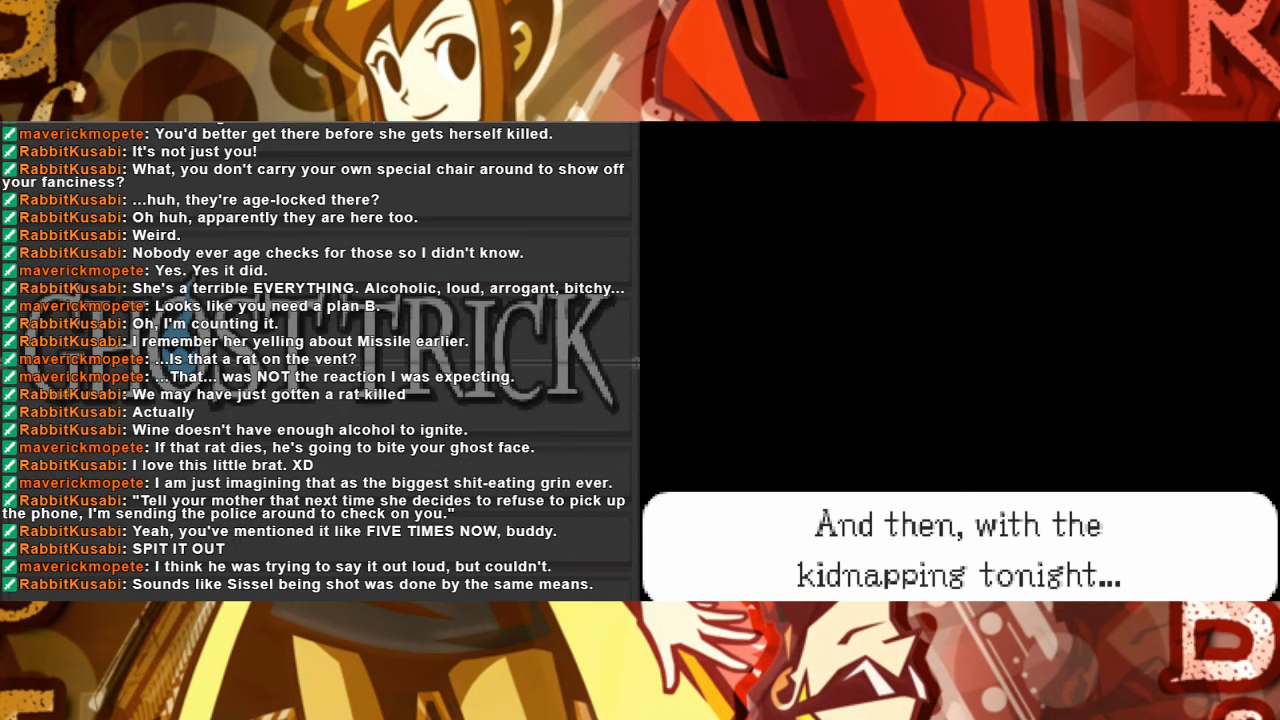 maverickmopete: You'd better get there before she gets herself killed.
RabbitKusabi: It's not just you!
RabbitKusabi: What, you don't carry your own special chair around to show off
your fanciness?
RabbitKusabi: ...huh, they're age-locked there?
RabbitKusabi: Oh huh, apparently they are here too.
RabbitKusabi: Weird.
RabbitKusabi: Nobody ever age checks for those so I didn't know.
maverickmopete: Yes. Yes it did.
RabbitKusabi: She's a terrible EVERYTHING. Alcoholic, loud, arrogant, bitchy...
maverickmopete: Looks like you need a plan B.
RabbitKusabi: Oh, I'm counting it.
RabbitKusabi: I remember her yelling about Missile earlier.
maverickmopete: ...Is that a rat on the vent?
maverickmopete: ...That... was NOT the reaction I was expecting.
RabbitKusabi: We may have just gotten a rat killed
RabbitKusabi: Actually
RabbitKusabi: Wine doesn't have enough alcohol to ignite.
maverickmopete: If that rat dies, he's going to bite your ghost face.
RabbitKusabi: I love this little brat. XD
maverickmopete: I am just imagining that as the biggest shit-eating grin ever.
RabbitKusabi: "Tell your mother that next time she decides to refuse to pick up
the phone, I'm sending the police around to check on you."
RabbitKusabi: Yeah, you've mentioned it like FIVE TIMES NOW, buddy.
RabbitKusabi: SPIT IT OUT
maverickmopete: I think he was trying to say it out loud, but couldn't.
RabbitKusabi: Sounds like Sissel being shot was done by the same means.
GHOST TRICK
And then, with the
kidnapping tonight...
R
D